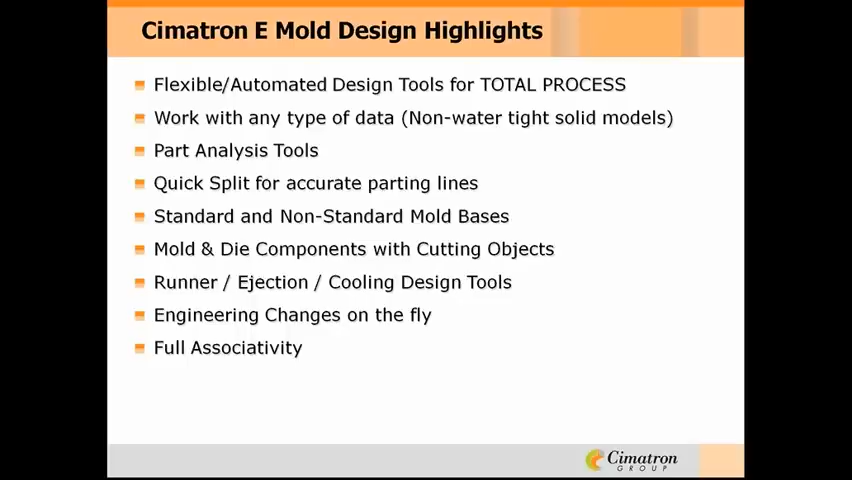 Cimatron E Mold Design Highlights
Flexible/Automated Design Tools for TOTAL PROCESS
Work with any type of data (Non-water tight solid models)
Part Analysis Tools
Quick Split for accurate parting lines
Standard and Non-Standard Mold Bases
Mold & Die Components with Cutting Objects
Runner / Ejection / Cooling Design Tools
Engineering Changes on the fly
Full Associativity
Cimatron
GROUP